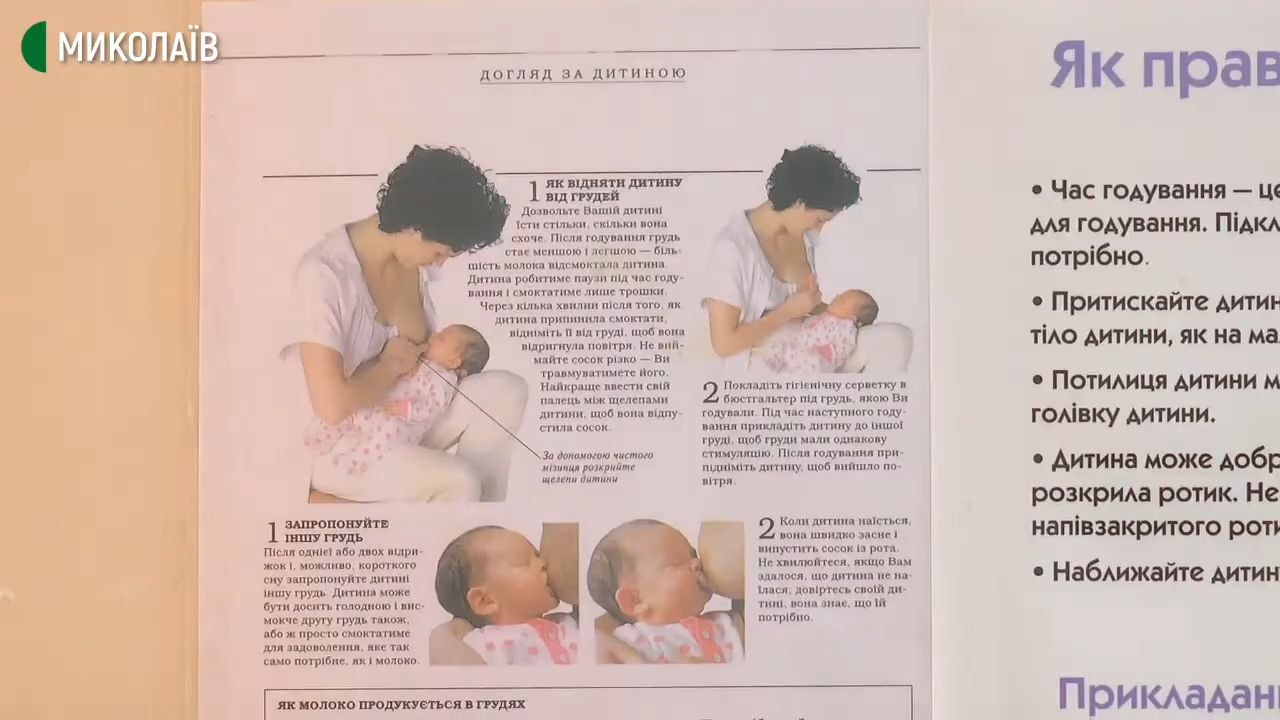 МИКОЛАЇВ
ДОГЛЯД ЗА ДИТИНОЮ
1 ЯК ВІДНЯТИ ДИТИНУ
ВІД ГРУДЕЙ
Дозвольте Вашій дитині
їсти стільки, скільки вона
схоче. Після годування грудь
стає меншою і легшою — біль-
шість молока відсмоктала дитина.
Дитина робитиме паузи під час году-
вання і смоктатиме лише трошки.
Через кілька хвилин після того, як
дитина припинила смоктати,
відніміть її від груді, щоб вона
відригнула повітря. Не вий-
майте сосок різко — Ви
травмуватимете його.
Найкраще ввести свій
палець між щелепами
дитини, щоб вона відпу-
стила сосок.
За допомогою чистого
мізинця розкрийте
щелепи дитини
2 Покладіть гігієнічну серветку в
бюстгальтер під грудь, якою Ви
годували. Під час наступного году-
вання прикладіть дитину до іншої
груді, щоб груди мали однакову
стимуляцію. Після годування при-
підніміть дитину, щоб вийшло по-
вітря.
1 ЗАПРОПОНУЙТЕ
ІНШУ ГРУДЬ
Після однієї або двох відри-
жок і, можливо, короткого
сну запропонуйте дитині
іншу грудь. Дитина може
бути досить голодною і вис-
мокче другу грудь також,
або ж просто смоктатиме
для задоволення, яке так
само потрібне, як і молоко.
2 Коли дитина наїсться,
вона швидко засне і
випустить сосок із рота.
Не хвилюйтеся, якщо Вам
здалося, що дитина не на-
їлася; довіртесь своїй ди-
тині, вона знає, що їй
потрібно.
ЯК МОЛОКО ПРОДУКУЄТЬСЯ В ГРУДЯХ
Як прав
• Час годування — це
для годування. Підкл
потрібно.
• Притискайте дитин
тіло дитини, як на ма
• Потилиця дитини м
голівку дитини.
• Дитина може добр
розкрила ротик. Не
напівзакритого роти
• Наближайте дитин
Прикладан